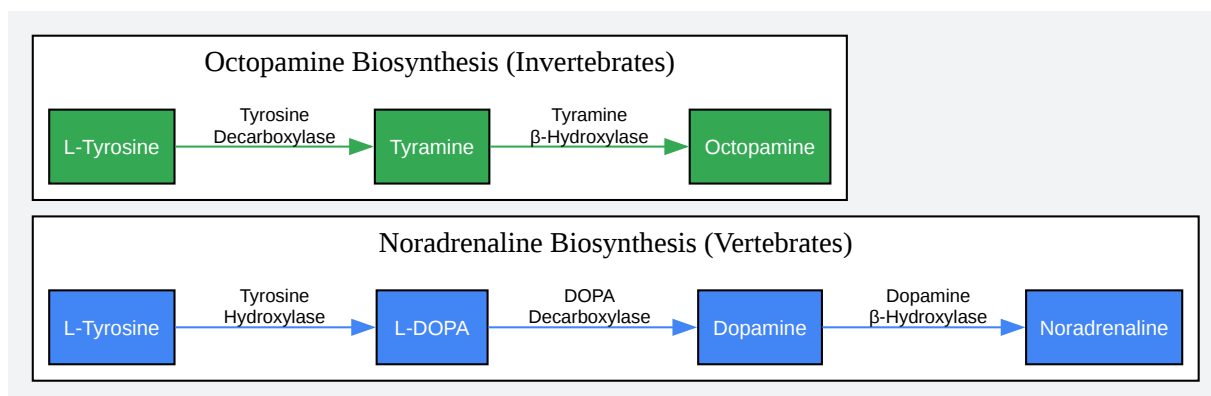 Octopamine Biosynthesis (Invertebrates)
L-Tyrosine
Tyrosine
Decarboxylase
Tyramine
Tyramine
β-Hydroxylase
Octopamine
Noradrenaline Biosynthesis (Vertebrates)
L-Tyrosine
Tyrosine
Hydroxylase
L-DOPA
DOPA
Decarboxylase
Dopamine
Dopamine
β-Hydroxylase
Noradrenaline